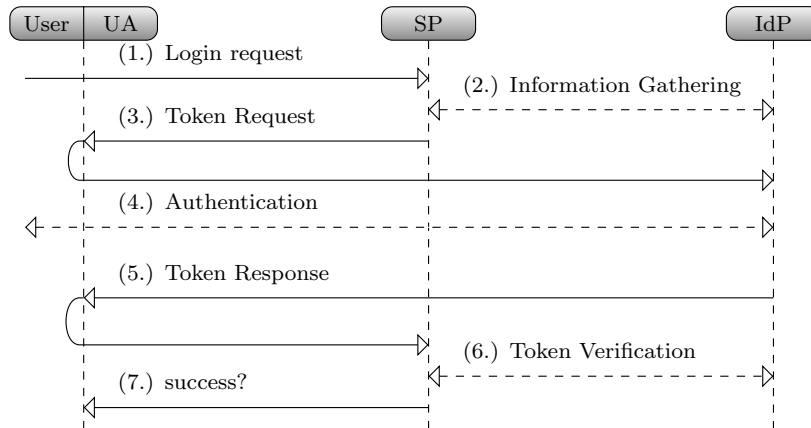 User UA SP IdP
(1.) Login request
(2.) Information Gathering
(3.) Token Request
(4.) Authentication
(5.) Token Response
(6.) Token Verification
(7.) success?